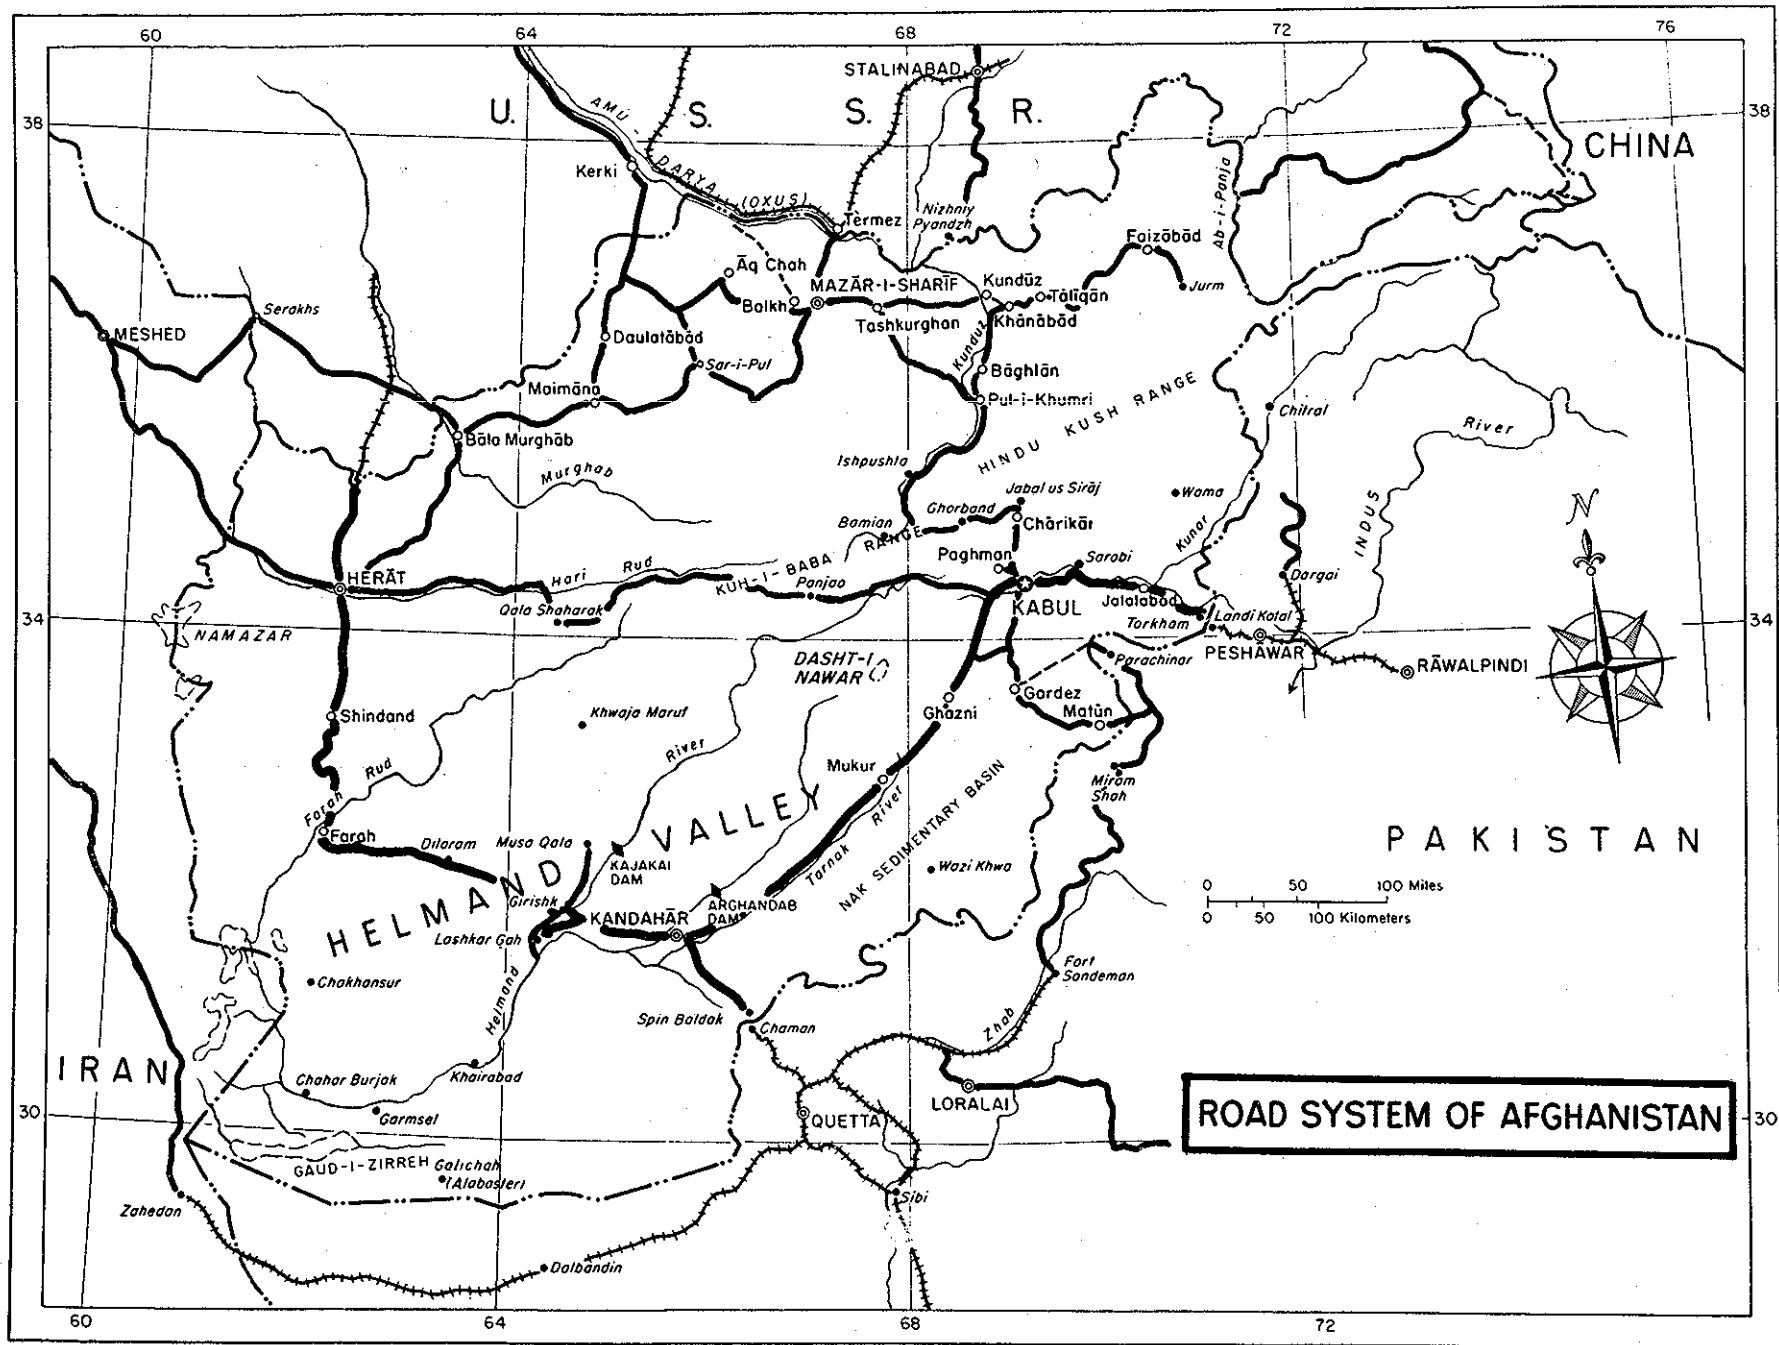 60
64
68
72
76
STALINABAD
U. S. S. R.
AMU-DARYA (OXUS)
38
38
CHINA
Kerki
Ab-i-Panja
Termez
Nizhniy
Pyandzh
Faizābād
Āq Chah
MAZĀR-I-SHARĪF
Kundūz
Tāliqān
Jurm
Balkh
Serakhs
Tashkurghan
Khānābād
MESHED
Daulatābād
Kunduz
Sar-i-Pul
Bāghlān
Maimāna
Pul-i-Khumri
Chitral
HINDU KUSH RANGE
River
Bāla Murghāb
Ishpushta
Murghab
Jabal us Sirāj
Wama
N
Ghorband
Bamian
Chārikār
Kunar
INDUS
KUH-I-BABA RANGE
Paghman
Sarobi
HERĀT
Hari Rud
Panjao
Dargai
Qala Shaharak
KABUL
Jalalabad
Landi Kotal
34
34
NAMAZAR
Torkham
PESHĀWAR
DASHT-I
NAWAR
Parachinar
RĀWALPINDI
Gardez
Shindand
Khwaja Maruf
Ghazni
Matūn
River
Farah Rud
Mukur
Miram
Shah
River
NAK SEDIMENTARY BASIN
HELMAND VALLEY
Farah
Dilaram
Musa Qala
PAKISTAN
Tarnak
KAJAKAI
DAM
Wazi Khwa
0 50 100 Miles
Girishk
KANDAHĀR
ARGHANDAB
DAM
0 50 100 Kilometers
Lashkar Gah
Fort
Sandeman
Chakhansur
Helmand
Spin Baldak
Chaman
Zhob
IRAN
Khairabad
Chahar Burjak
LORALAI
ROAD SYSTEM OF AFGHANISTAN
30
30
Garmsel
QUETTA
GAUD-I-ZIRREH
Galichah
(Alabaster)
Zahedan
Sibi
Dalbandin
60
64
68
72